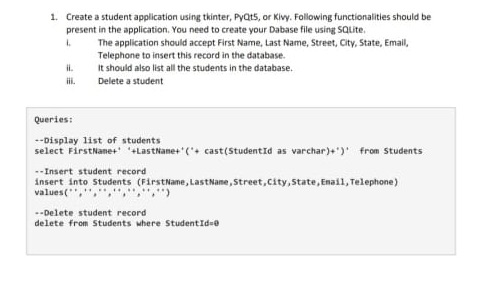 1. Create a student application using tkinter, PyQt5, or Kivy. Following functionalities should be
present in the application. You need to create your Dabase file using SQLite.
i. The application should accept First Name, Last Name, Street, City, State, Email,
Telephone to insert this record in the database.
ii. It should also list all the students in the database.
iii. Delete a student
Queries:
--Display list of students
select FirstName+' '+LastName+'('+ cast(StudentId as varchar)+')' from Students
--Insert student record
insert into Students (FirstName,LastName,Street,City,State,Email,Telephone)
values('','','','','','','')
--Delete student record
delete from Students where StudentId=0